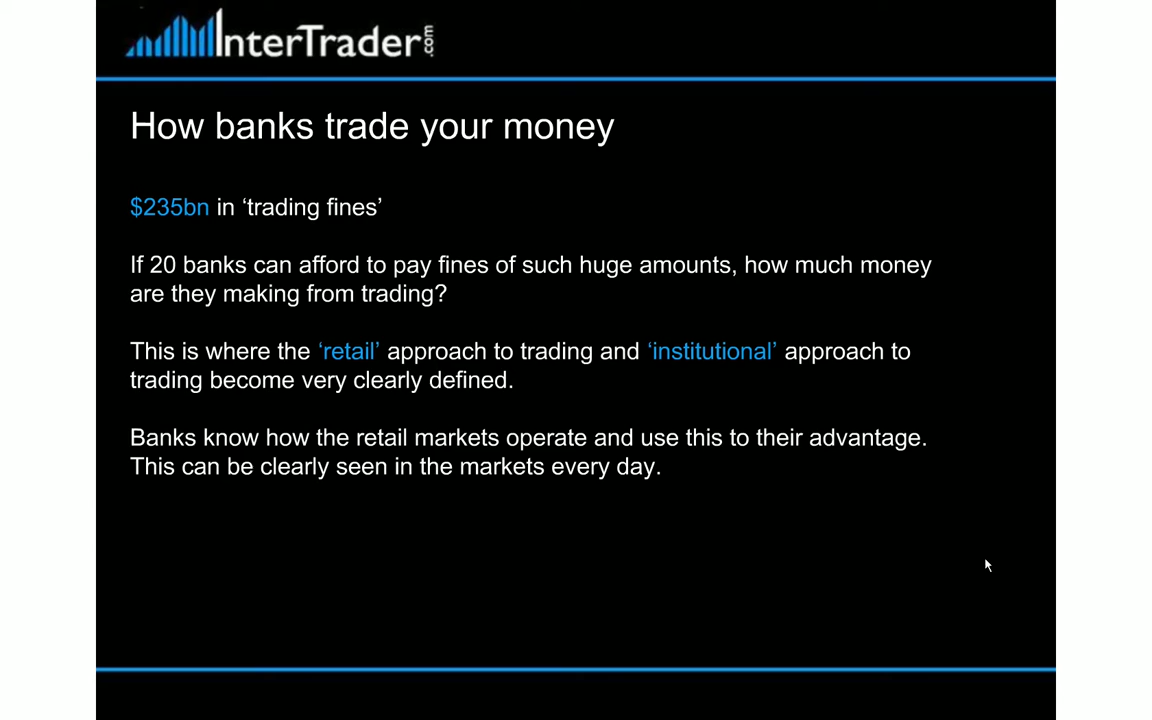 InterTrader.com
How banks trade your money
$235bn in ‘trading fines’
If 20 banks can afford to pay fines of such huge amounts, how much money
are they making from trading?
This is where the ‘retail’ approach to trading and ‘institutional’ approach to
trading become very clearly defined.
Banks know how the retail markets operate and use this to their advantage.
This can be clearly seen in the markets every day.